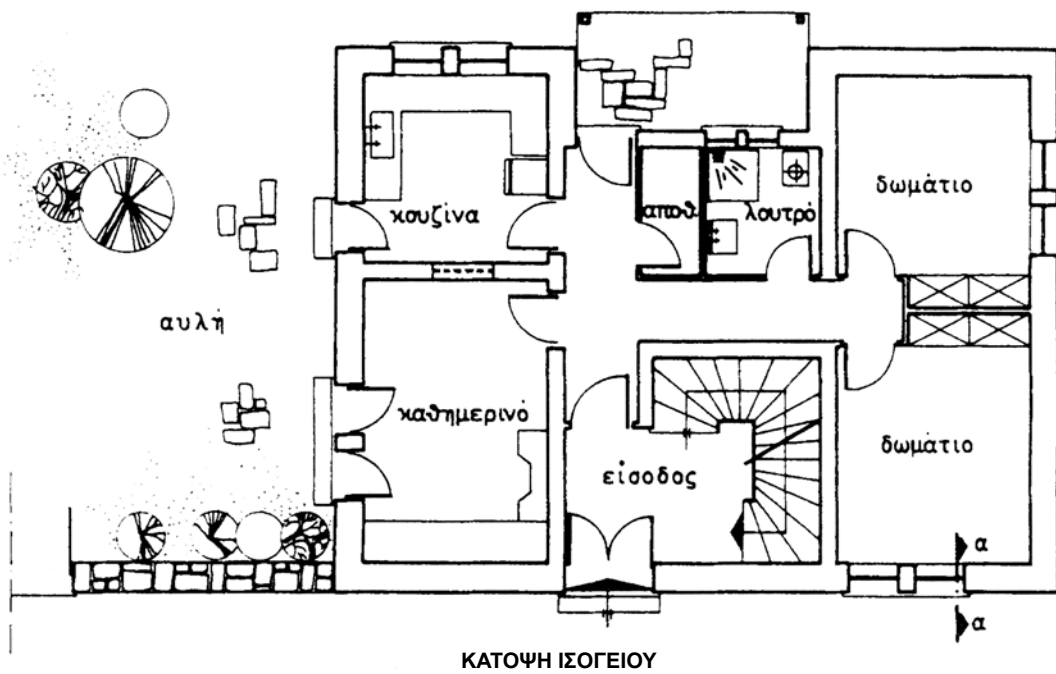 δωμάτιο
κουζίνα
αποθ
λουτρό
αυλή
καθημερινό
είσοδος
δωμάτιο
α
α
ΚΑΤΟΨΗ ΙΣΟΓΕΙΟΥ